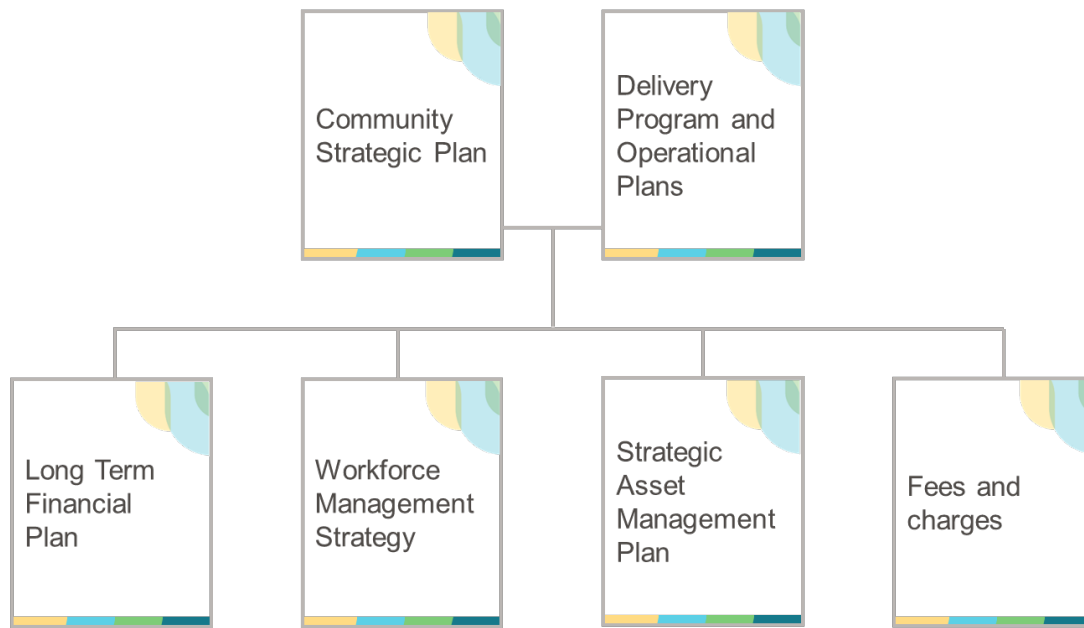 Community
Strategic Plan
Delivery
Program and
Operational
Plans
Long Term
Financial
Plan
Workforce
Management
Strategy
Strategic
Asset
Management
Plan
Fees and
charges